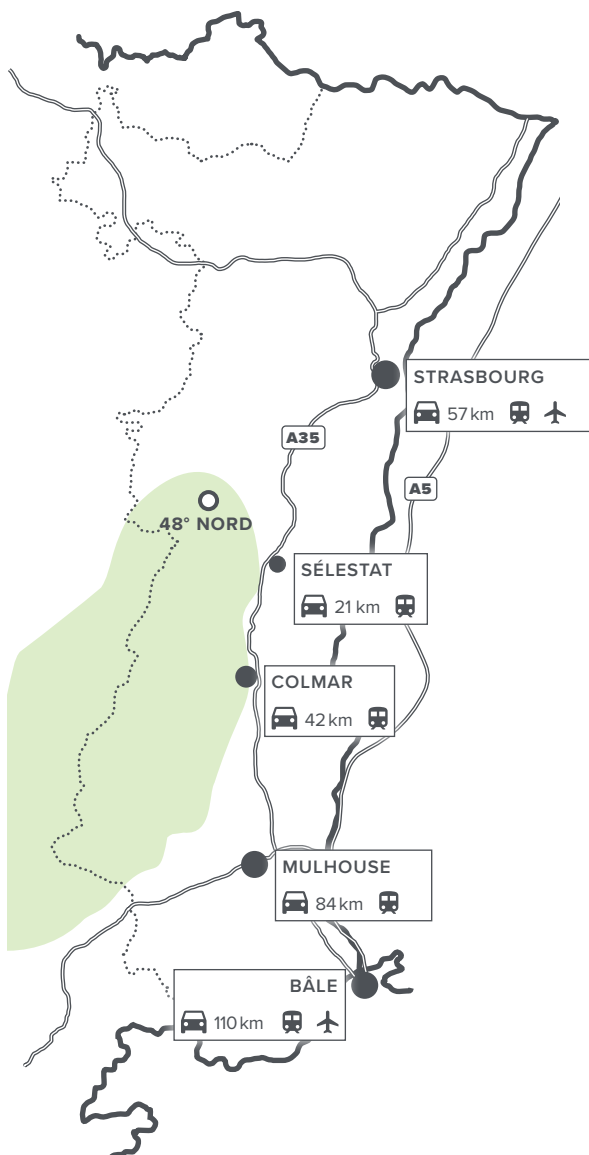 STRASBOURG
57 km
A35
A5
48° NORD
SÉLESTAT
21 km
COLMAR
42 km
MULHOUSE
84 km
BÂLE
110 km